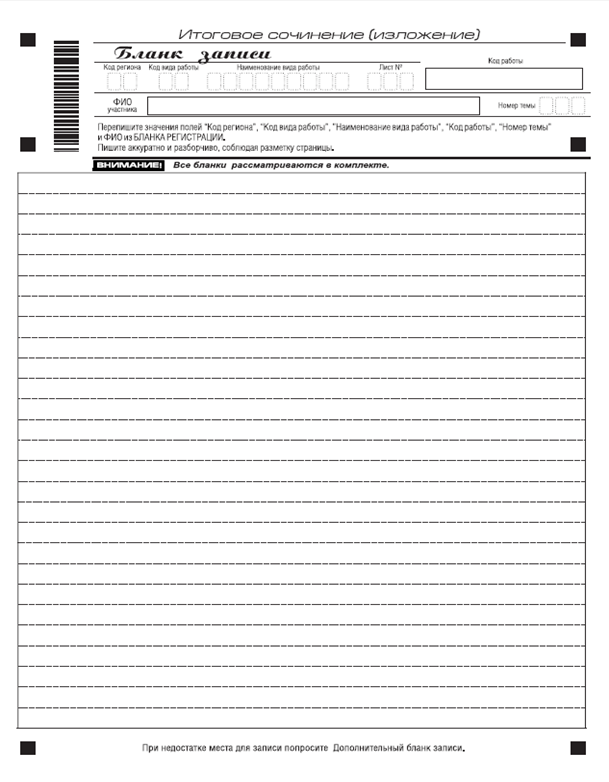 Итоговое сочинение (изложение)
Бланк записи
Код региона Код вида работы Наименование вида работы Лист № Код работы
ФИО участника Номер темы
Перепишите значения полей "Код региона", "Код вида работы", "Наименование вида работы", "Код работы", "Номер темы"
и ФИО из БЛАНКА РЕГИСТРАЦИИ.
Пишите аккуратно и разборчиво, соблюдая разметку страницы.
ВНИМАНИЕ! Все бланки рассматриваются в комплекте.
При недостатке места для записи попросите Дополнительный бланк записи.